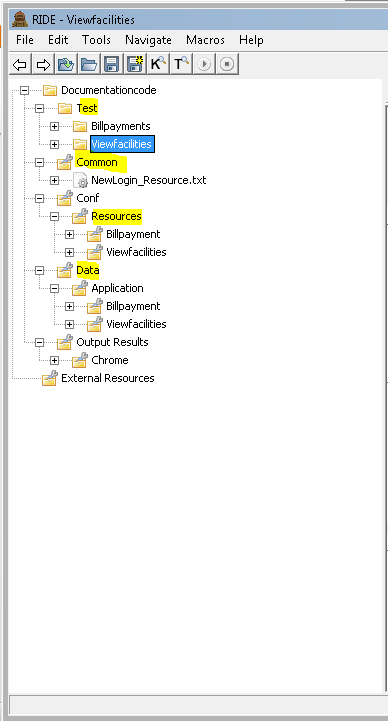 RIDE - Viewfacilities
File Edit Tools Navigate Macros Help
K T
Documentationcode
Test
Billpayments
Viewfacilities
Common
NewLogin_Resource.txt
Conf
Resources
Billpayment
Viewfacilities
Data
Application
Billpayment
Viewfacilities
Output Results
Chrome
External Resources